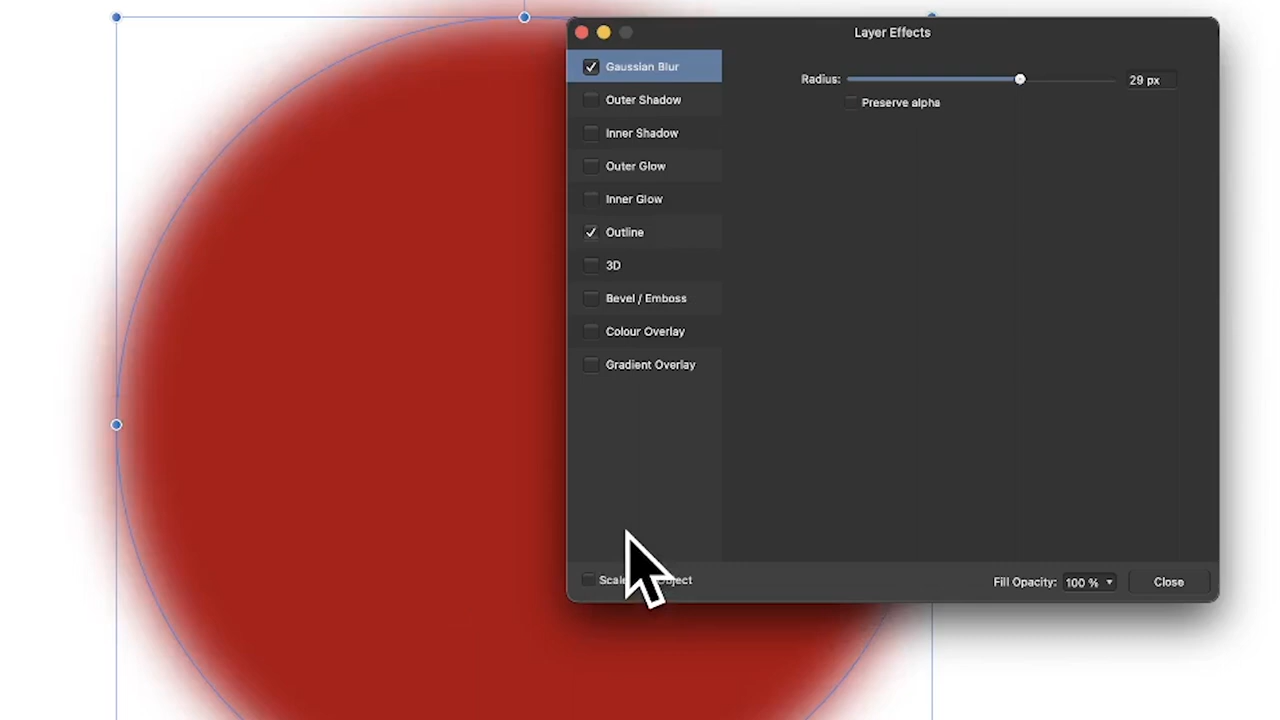 Layer Effects
Gaussian Blur
Radius: 29 px
Preserve alpha
Outer Shadow
Inner Shadow
Outer Glow
Inner Glow
Outline
3D
Bevel / Emboss
Colour Overlay
Gradient Overlay
Fill Opacity: 100 % Close